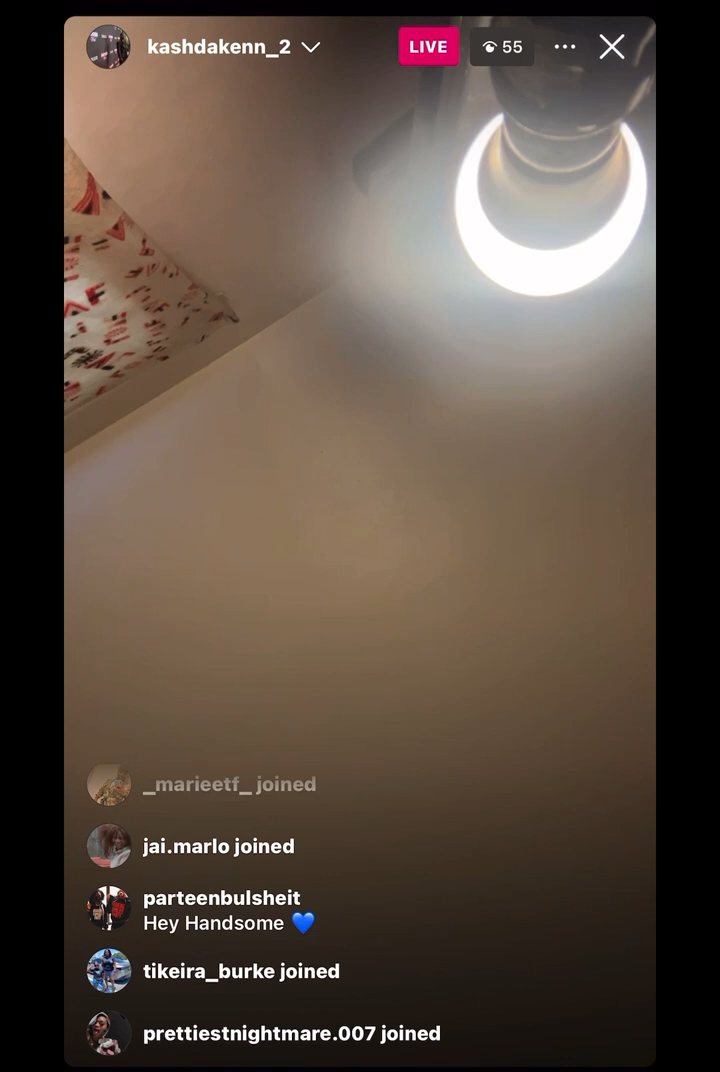 kashdakenn_2
LIVE
55
_marieetf_ joined
jai.marlo joined
parteenbulsheit
Hey Handsome 💙
tikeira_burke joined
prettiestnightmare.007 joined